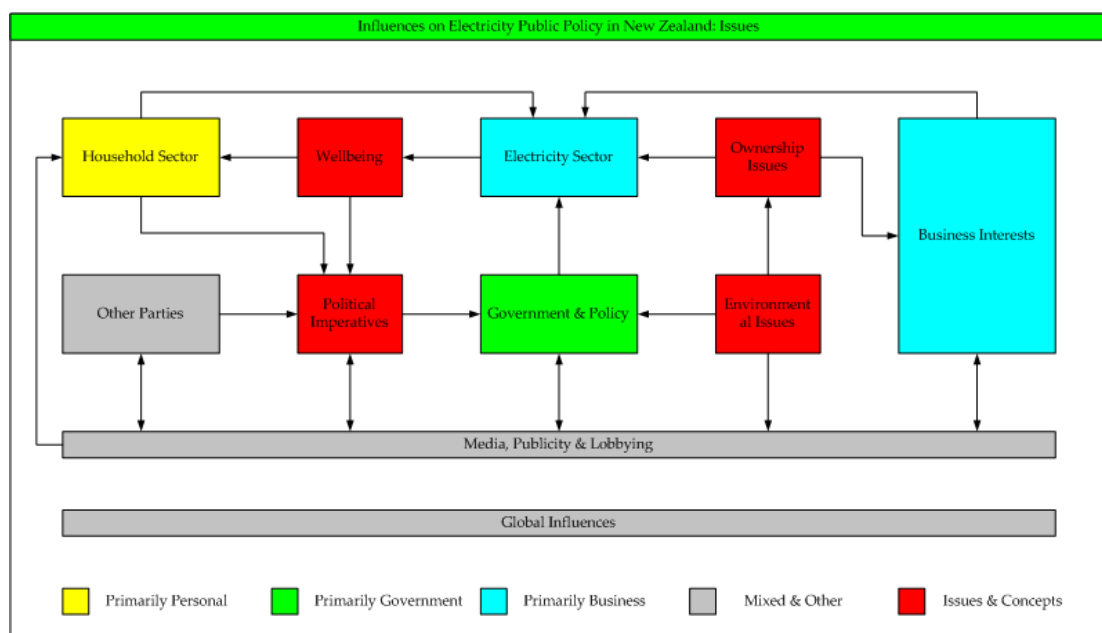 Influences on Electricity Public Policy in New Zealand: Issues
Household Sector
Wellbeing
Electricity Sector
Ownership
Issues
Business Interests
Other Parties
Political
Imperatives
Government & Policy
Environment
al Issues
Media, Publicity & Lobbying
Global Influences
Primarily Personal
Primarily Government
Primarily Business
Mixed & Other
Issues & Concepts